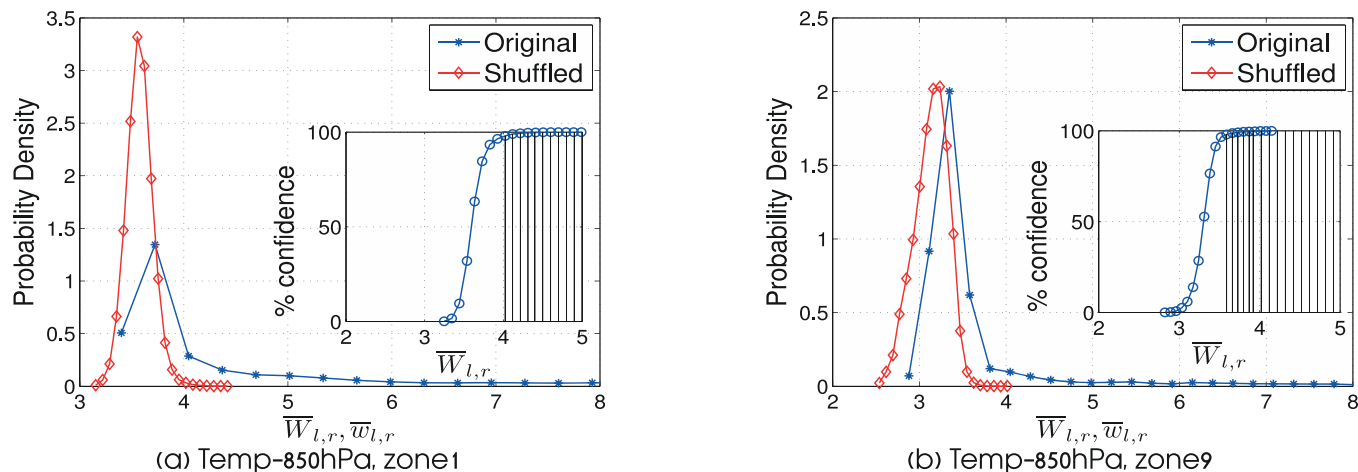 3.5
3
2.5
2
1.5
1
0.5
0
Probability Density
3 4 5 6 7 8
Original
Shuffled
100
50
0
% confidence
2 3 4 5
W̅l,r
W̅l,r, w̅l,r
(a) Temp-850hPa, zone1
2.5
2
1.5
1
0.5
0
Probability Density
2 3 4 5 6 7 8
Original
Shuffled
100
50
0
% confidence
2 3 4 5
W̅l,r
W̅l,r, w̅l,r
(b) Temp-850hPa, zone9